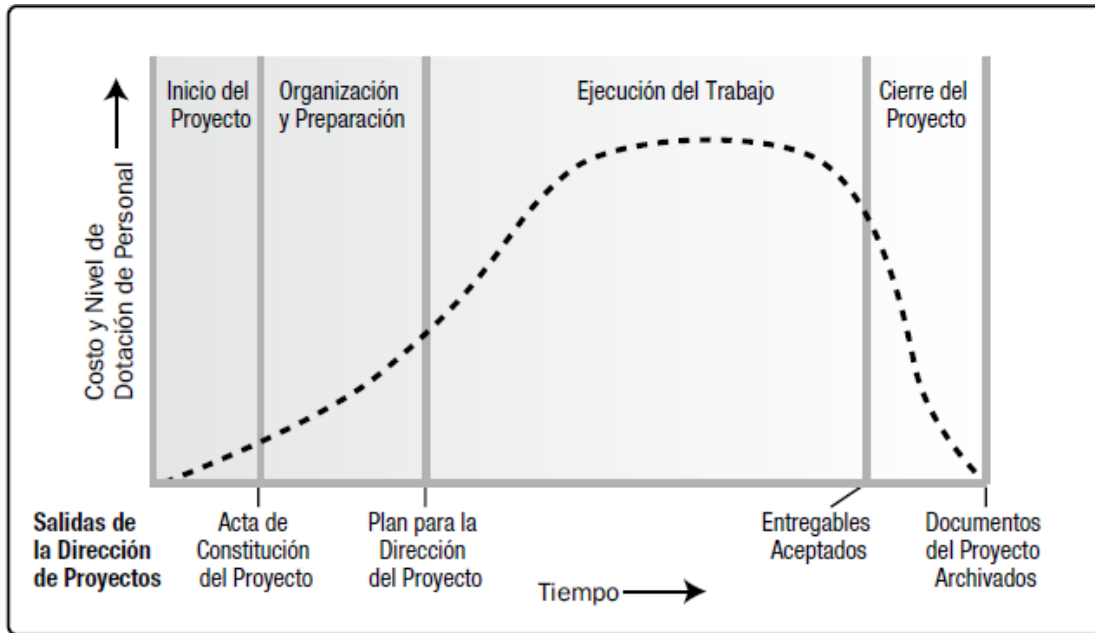 Inicio del
Proyecto
Organización
y Preparación
Ejecución del Trabajo
Cierre del
Proyecto
Costo y Nivel de
Dotación de Personal
Salidas de
la Dirección
de Proyectos
Acta de
Constitución
del Proyecto
Plan para la
Dirección
del Proyecto
Entregables
Aceptados
Documentos
del Proyecto
Archivados
Tiempo